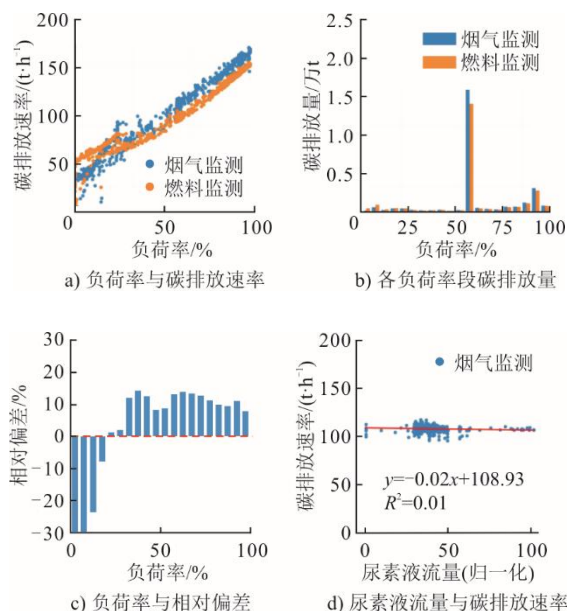 碳排放速率/(t·h⁻¹)
200
150
100
50
0
50
100
烟气监测
燃料监测
负荷率/%
a) 负荷率与碳排放速率
碳排放量/万t
2.5
2.0
1.5
1.0
0.5
0
25
50
75
100
烟气监测
燃料监测
负荷率/%
b) 各负荷率段碳排放量
相对偏差/%
30
20
10
0
−10
−20
−30
0
50
100
负荷率/%
c) 负荷率与相对偏差
碳排放速率/(t·h⁻¹)
200
150
100
50
0
0
50
100
烟气监测
y=−0.02x+108.93
R²=0.01
尿素液流量(归一化)
d) 尿素液流量与碳排放速率